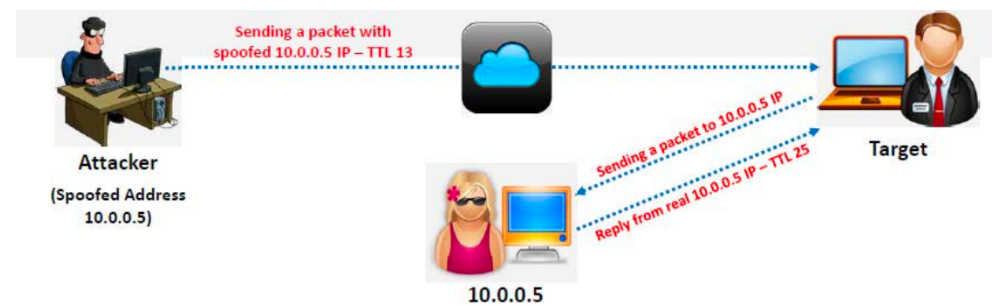 Sending a packet with
spoofed 10.0.0.5 IP – TTL 13
Attacker
(Spoofed Address
10.0.0.5)
Sending a packet to 10.0.0.5 IP
Reply from real 10.0.0.5 IP – TTL 25
Target
10.0.0.5